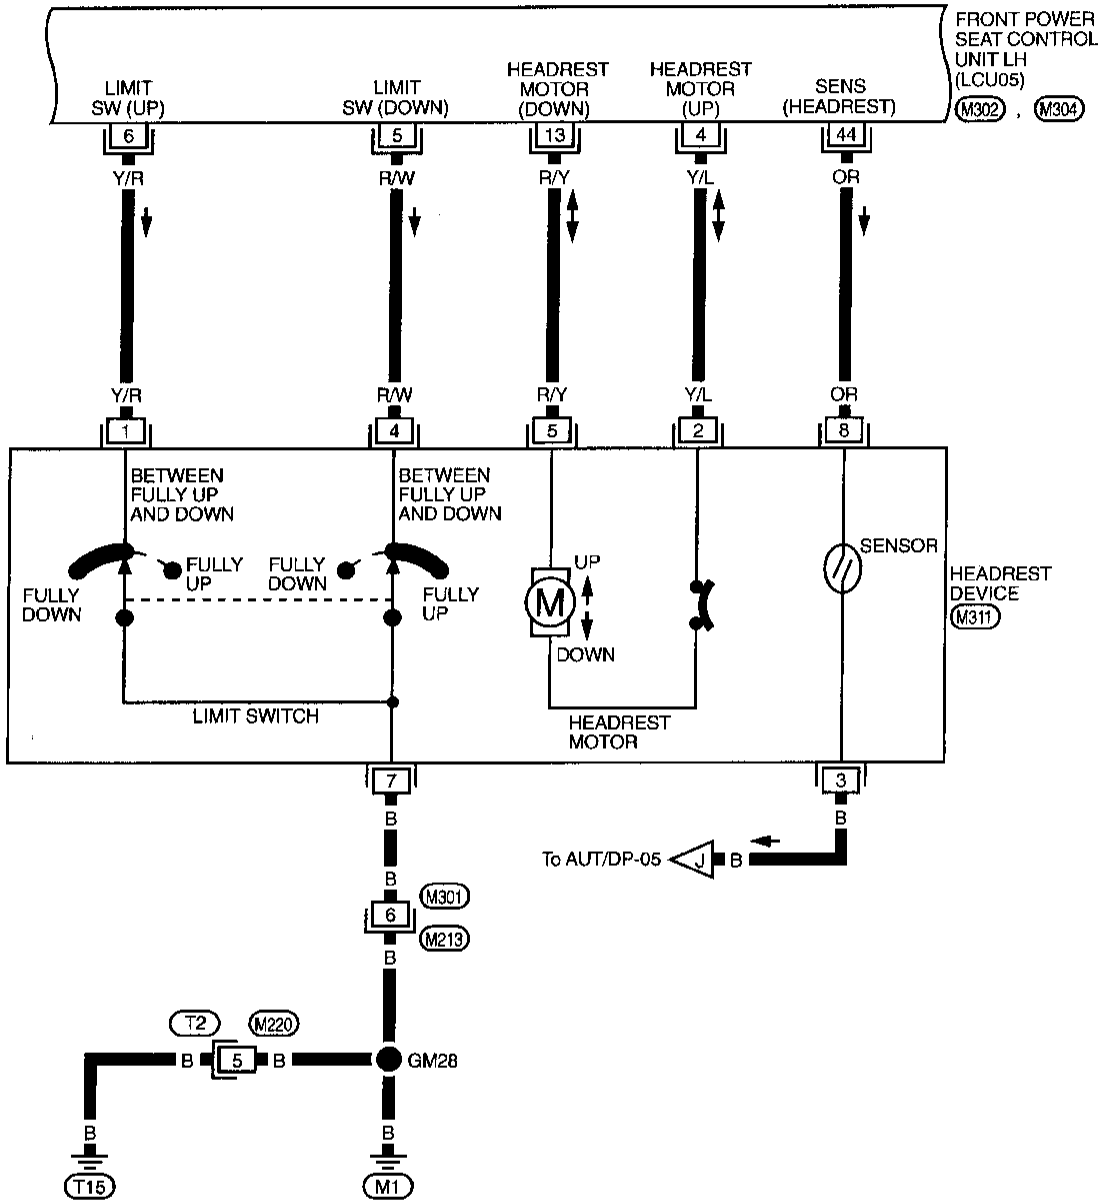 FRONT POWER
SEAT CONTROL
UNIT LH
(LCU05)
M302 , M304
LIMIT
SW (UP)
LIMIT
SW (DOWN)
HEADREST
MOTOR
(DOWN)
HEADREST
MOTOR
(UP)
SENS
(HEADREST)
6 5 13 4 44
Y/R R/W R/Y Y/L OR
Y/R R/W R/Y Y/L OR
1 4 5 2 8
BETWEEN
FULLY UP
AND DOWN
BETWEEN
FULLY UP
AND DOWN
FULLY
UP
FULLY
DOWN
FULLY
DOWN
FULLY
UP
UP
M
DOWN
SENSOR
HEADREST
DEVICE
M311
LIMIT SWITCH
HEADREST
MOTOR
7 3
B B
To AUT/DP-05 J B
B
M301
6
M213
B
T2 M220
B 5 B GM28
B B
T15 M1